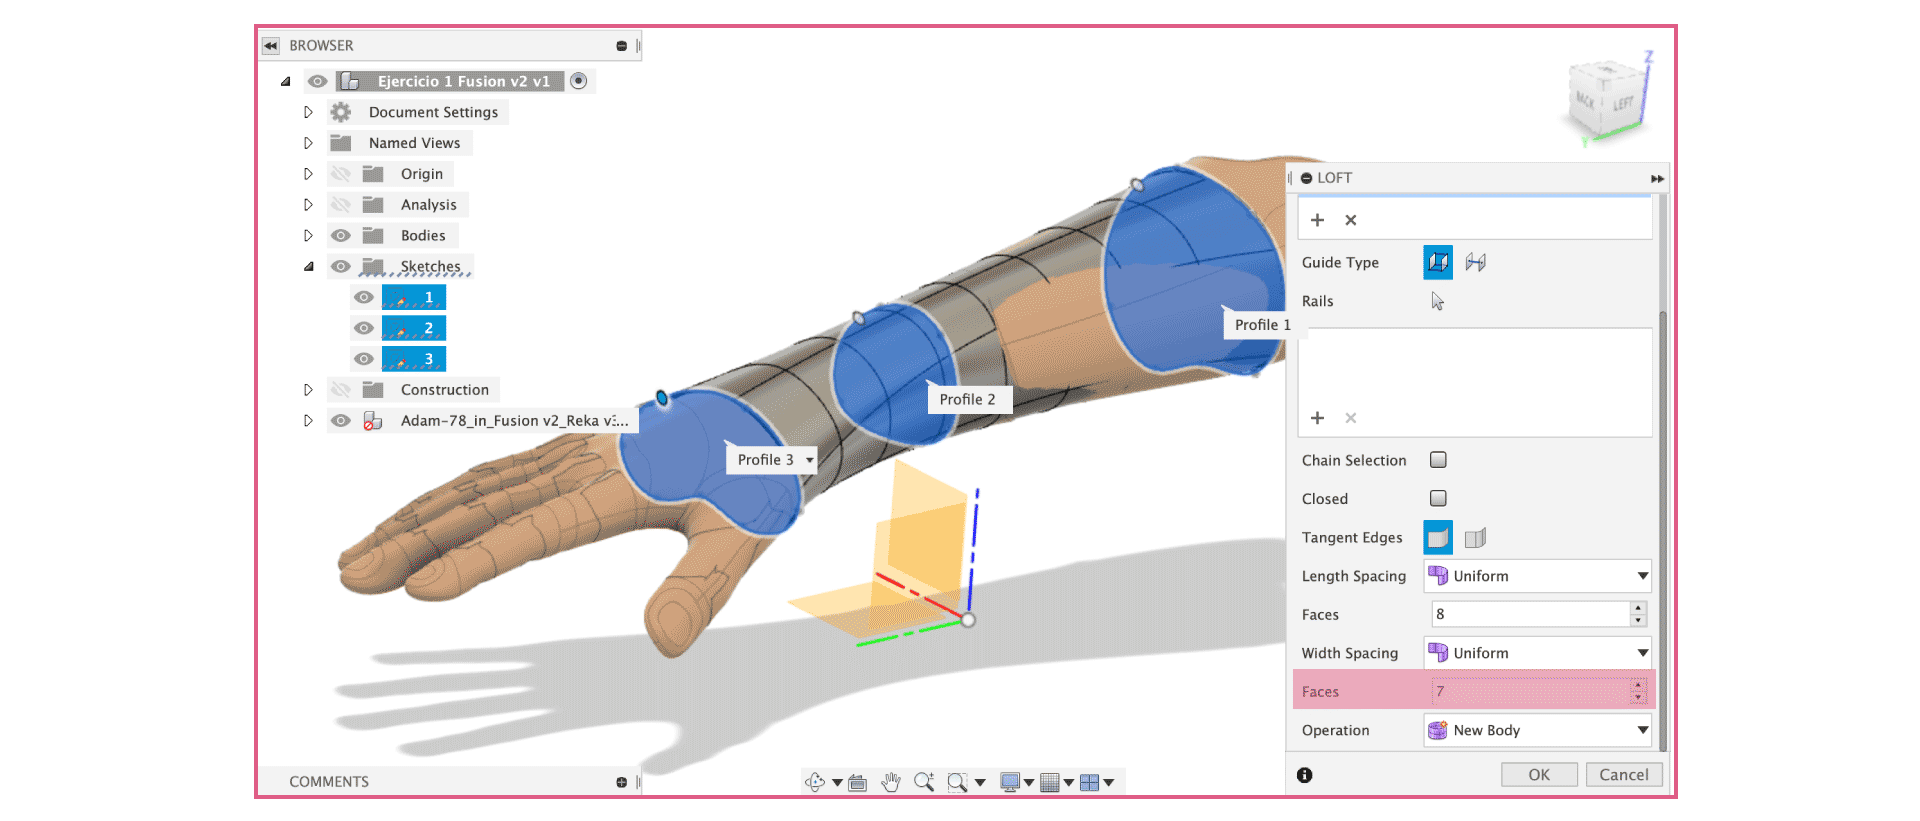 BROWSER
Ejercicio 1 Fusion v2 v1
Document Settings
Named Views
Origin
Analysis
Bodies
Sketches
1
2
3
Construction
Adam-78_in_Fusion v2_Reka v3...
Profile 1
Profile 2
Profile 3
Z
BACK
LEFT
Y
LOFT
Guide Type
Rails
Chain Selection
Closed
Tangent Edges
Length Spacing
Uniform
Faces
8
Width Spacing
Uniform
Faces
7
Operation
New Body
OK
Cancel
COMMENTS